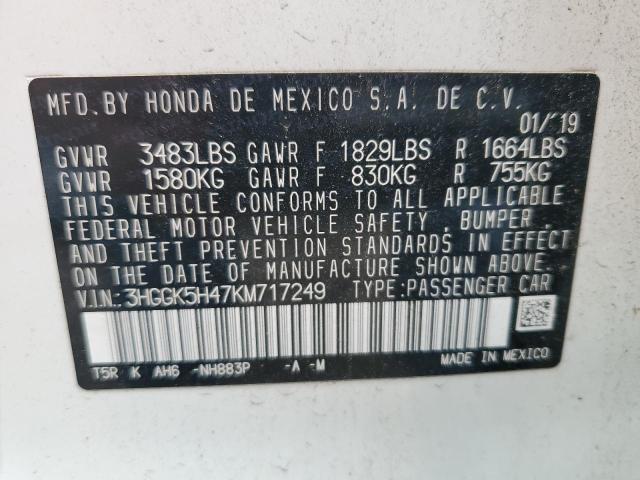 MFD.BY HONDA DE MEXICO S.A. DE C.V.
01/'19
GVWR 3483LBS GAWR F 1829LBS R 1664LBS
GVWR 1580KG GAWR F 830KG R 755KG
THIS VEHICLE CONFORMS TO ALL APPLICABLE
FEDERAL MOTOR VEHICLE SAFETY , BUMPER ,
AND THEFT PREVENTION STANDARDS IN EFFECT
ON THE DATE OF MANUFACTURE SHOWN ABOVE.
V.I.N.: 3HGGK5H47KM717249 TYPE:PASSENGER CAR
MADE IN MEXICO
T5R K AH6 -NH883P -A -M